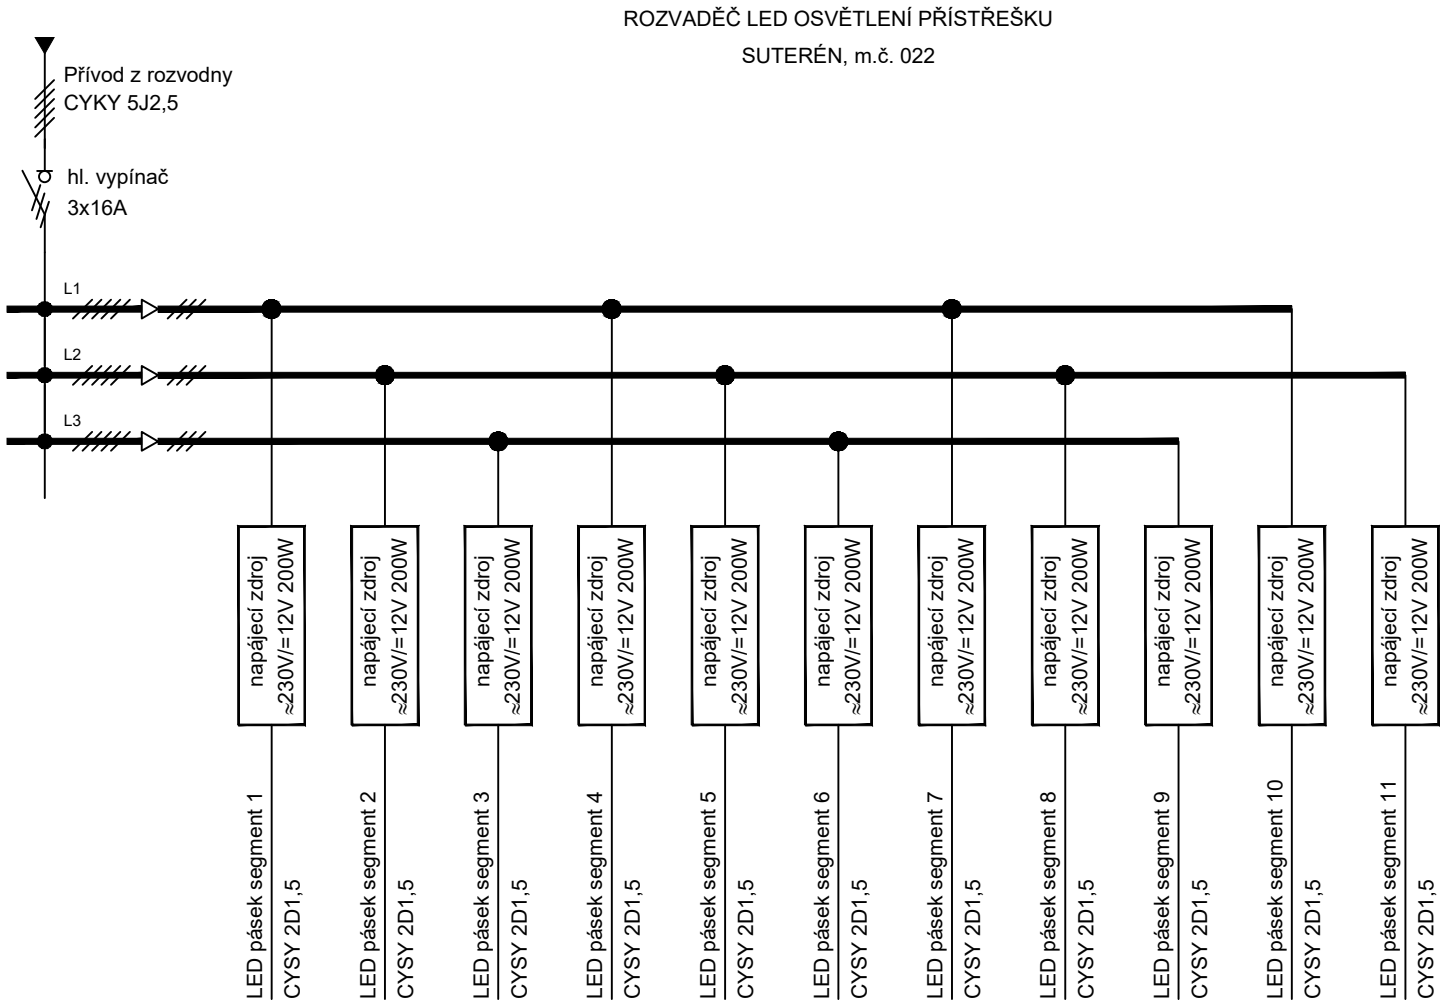 ROZVADĚČ LED OSVĚTLENÍ PŘÍSTŘEŠKU
SUTERÉN, m.č. 022
Přívod z rozvodny
CYKY 5J2,5
hl. vypínač
3x16A
L1
L2
L3
napájecí zdroj
≈230V/=12V 200W
napájecí zdroj
≈230V/=12V 200W
napájecí zdroj
≈230V/=12V 200W
napájecí zdroj
≈230V/=12V 200W
napájecí zdroj
≈230V/=12V 200W
napájecí zdroj
≈230V/=12V 200W
napájecí zdroj
≈230V/=12V 200W
napájecí zdroj
≈230V/=12V 200W
napájecí zdroj
≈230V/=12V 200W
napájecí zdroj
≈230V/=12V 200W
napájecí zdroj
≈230V/=12V 200W
LED pásek segment 1
CYSY 2D1,5
LED pásek segment 2
CYSY 2D1,5
LED pásek segment 3
CYSY 2D1,5
LED pásek segment 4
CYSY 2D1,5
LED pásek segment 5
CYSY 2D1,5
LED pásek segment 6
CYSY 2D1,5
LED pásek segment 7
CYSY 2D1,5
LED pásek segment 8
CYSY 2D1,5
LED pásek segment 9
CYSY 2D1,5
LED pásek segment 10
CYSY 2D1,5
LED pásek segment 11
CYSY 2D1,5